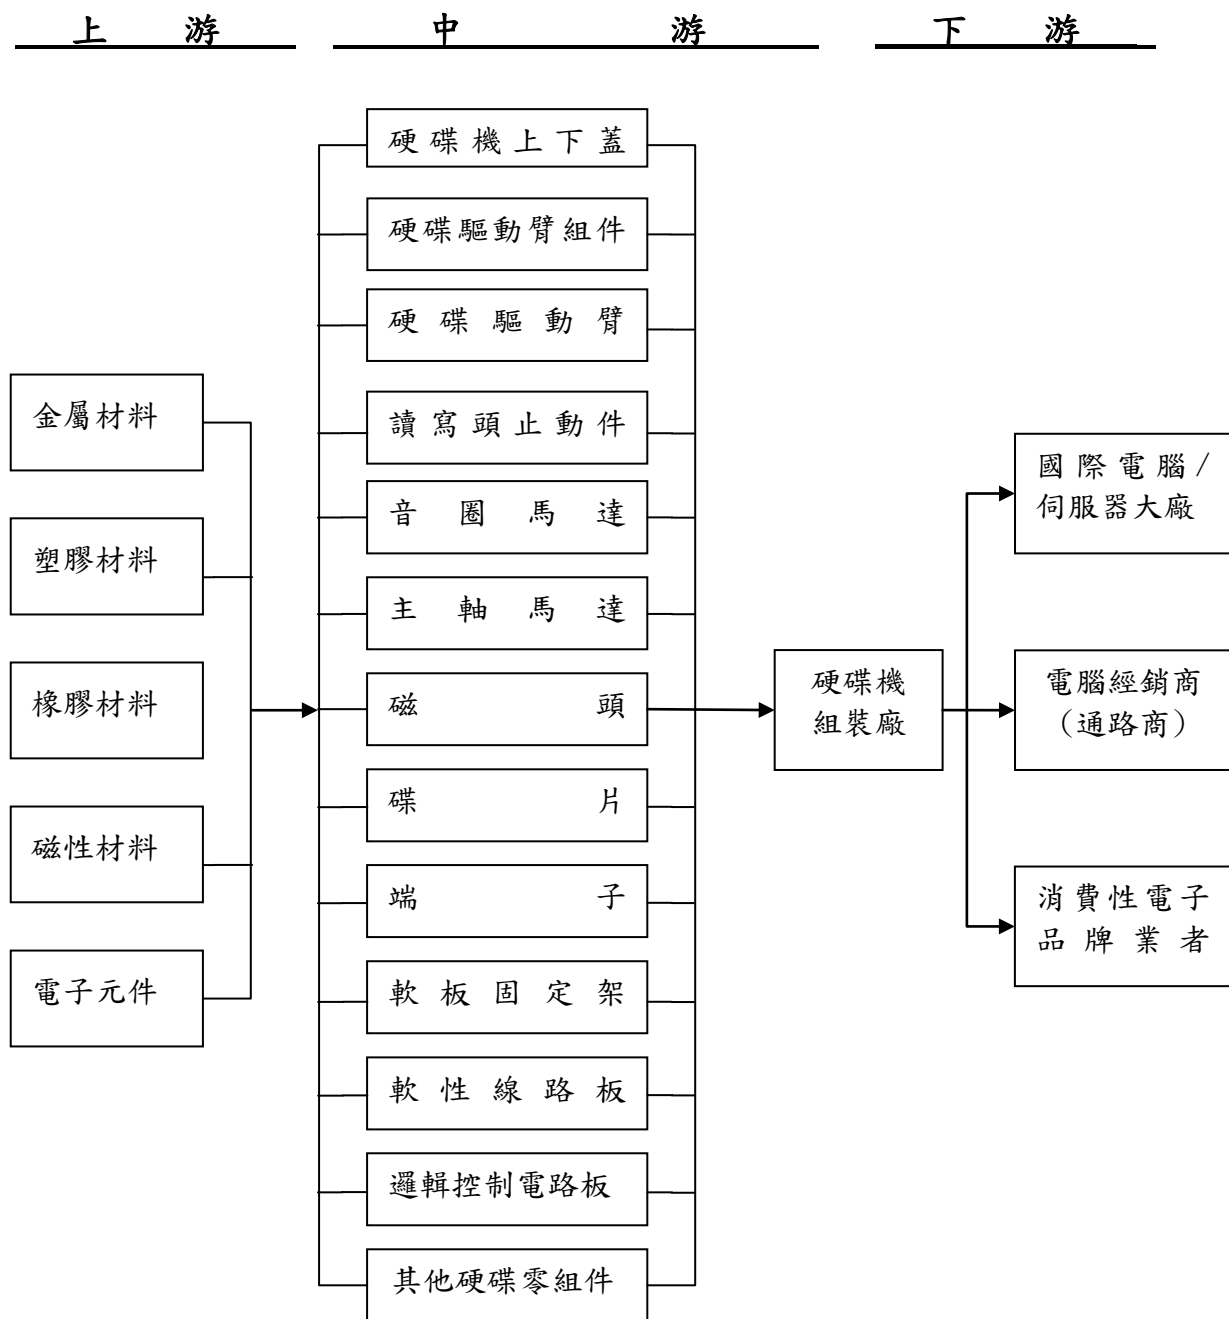 上游
中游
下游
金屬材料
塑膠材料
橡膠材料
磁性材料
電子元件
硬碟機上下蓋
硬碟驅動臂組件
硬碟驅動臂
讀寫頭止動件
音圈馬達
主軸馬達
磁頭
碟片
端子
軟板固定架
軟性線路板
邏輯控制電路板
其他硬碟零組件
硬碟機
組裝廠
國際電腦/
伺服器大廠
電腦經銷商
(通路商)
消費性電子
品牌業者